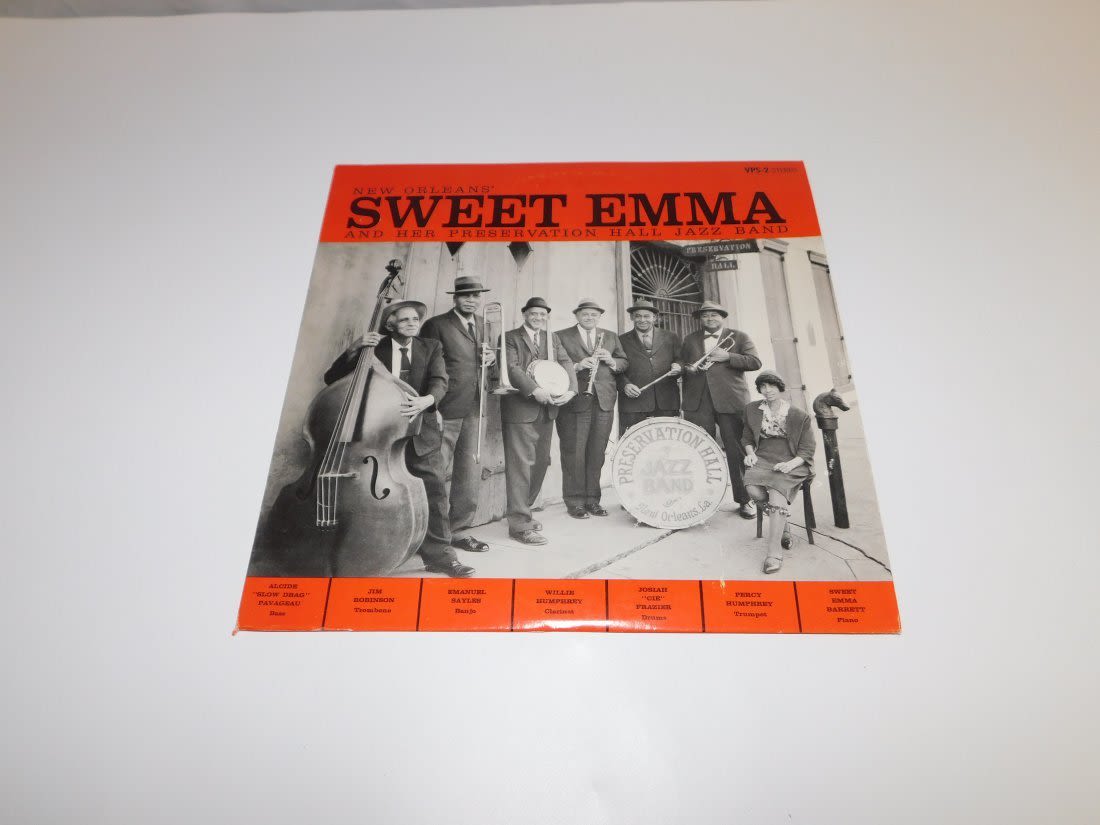 VPS-2 STEREO
NEW ORLEANS'
SWEET EMMA
AND HER PRESERVATION HALL JAZZ BAND
PRESERVATION
HALL
PRESERVATION HALL
JAZZ
BAND
New Orleans, La.
ALCIDE
"SLOW DRAG"
PAVAGEAU
Bass
JIM
ROBINSON
Trombone
EMANUEL
SAYLES
Banjo
WILLIE
HUMPHREY
Clarinet
JOSIAH
"CIE"
FRAZIER
Drums
PERCY
HUMPHREY
Trumpet
SWEET
EMMA
BARRETT
Piano